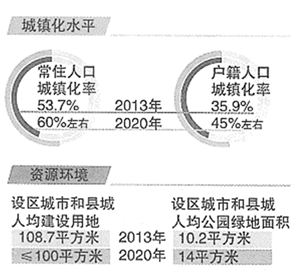 城镇化水平
常住人口
城镇化率
53.7%
60%左右
2013年
2020年
户籍人口
城镇化率
35.9%
45%左右
资源环境
设区城市和县城
人均建设用地
108.7平方米
≤100平方米
2013年
2020年
设区城市和县城
人均公园绿地面积
10.2平方米
14平方米